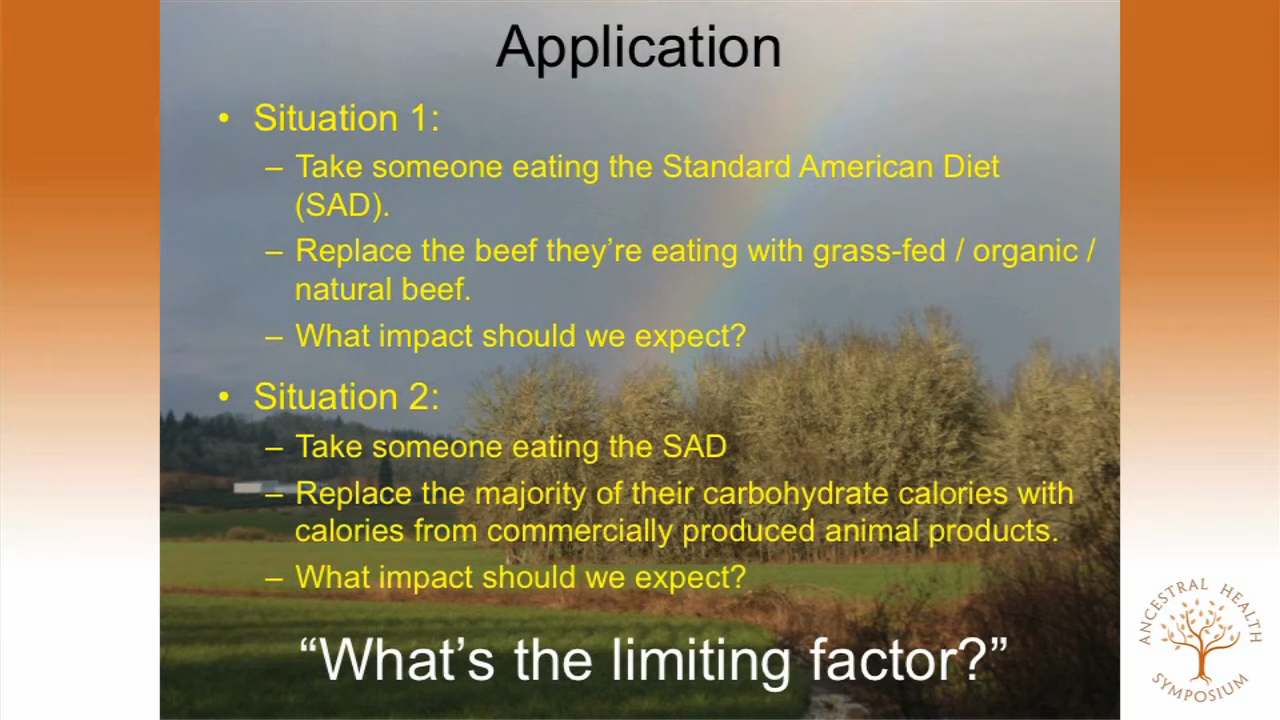 Application
• Situation 1:
– Take someone eating the Standard American Diet
(SAD).
– Replace the beef they’re eating with grass-fed / organic /
natural beef.
– What impact should we expect?
• Situation 2:
– Take someone eating the SAD
– Replace the majority of their carbohydrate calories with
calories from commercially produced animal products.
– What impact should we expect?
“What’s the limiting factor?”
ANCESTRAL HEALTH
SYMPOSIUM